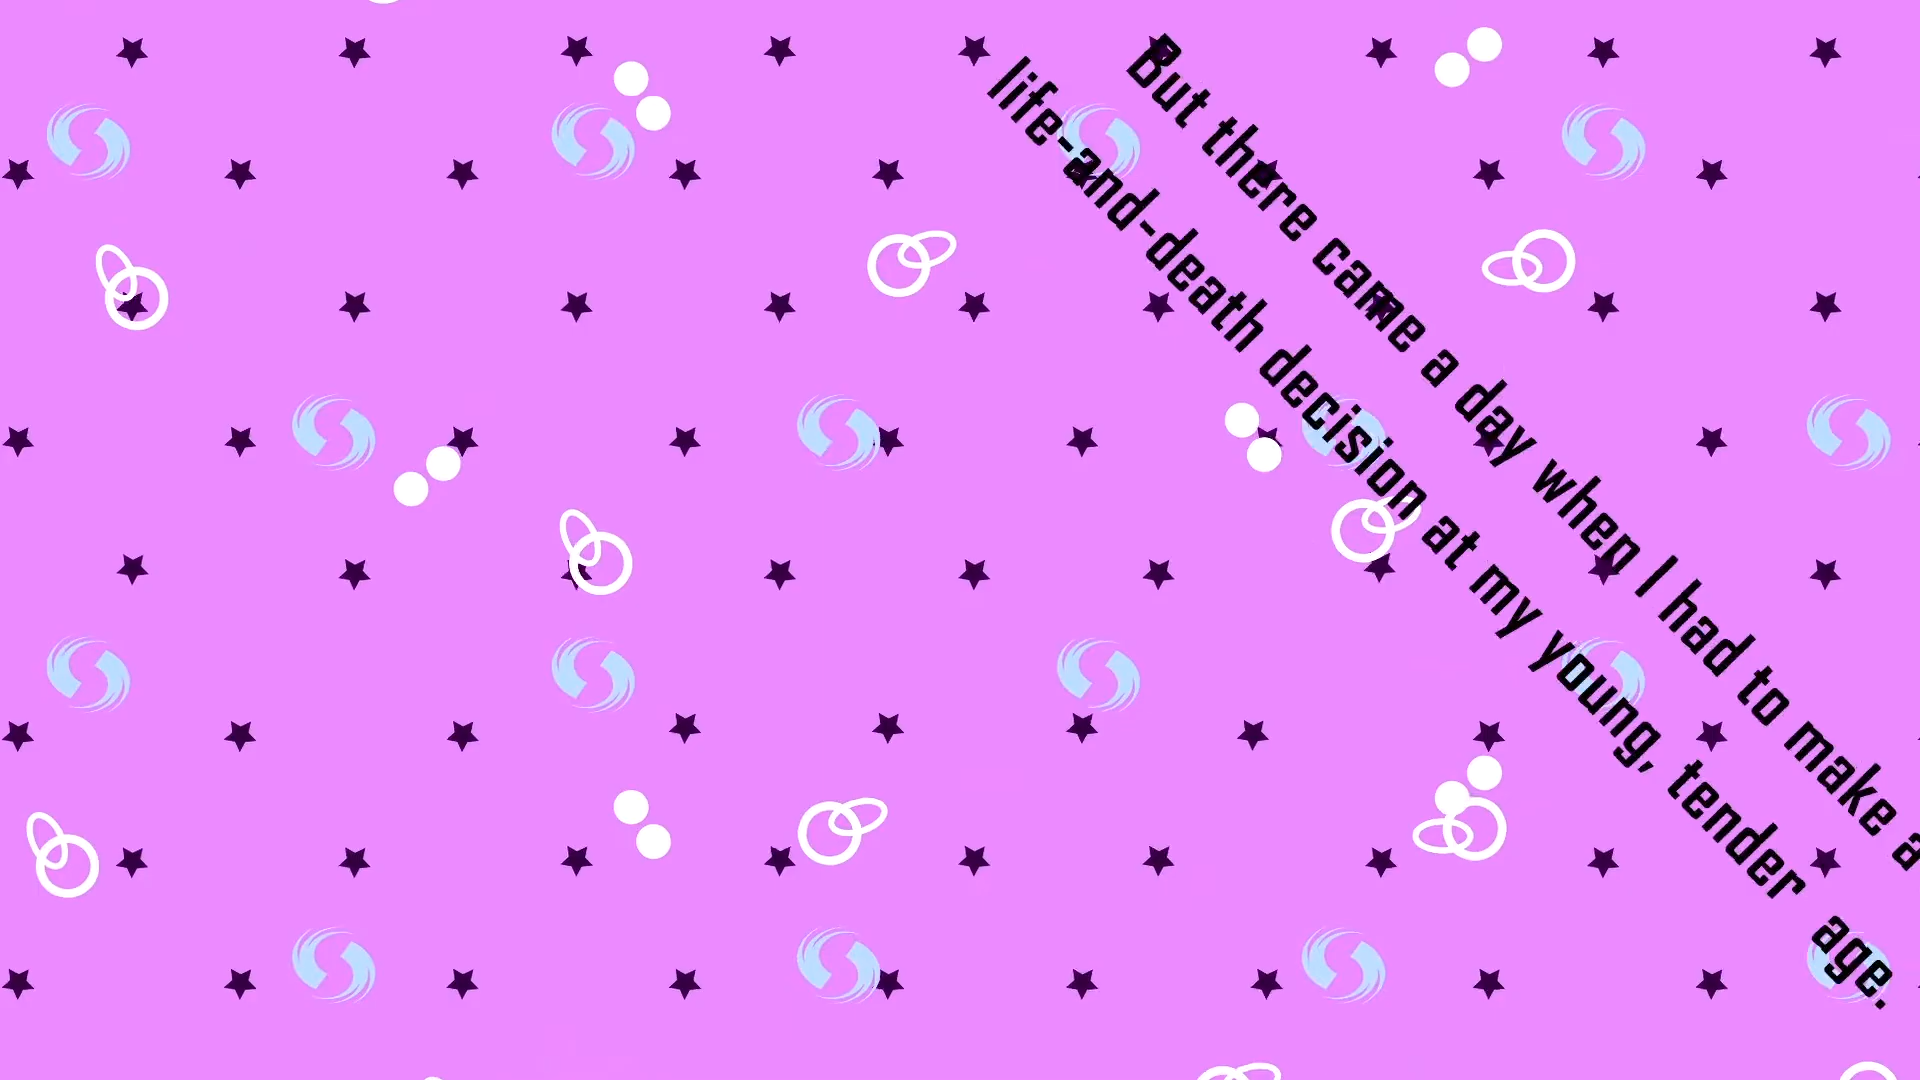 But there came a day when I had to make a
life-and-death decision at my young, tender age.